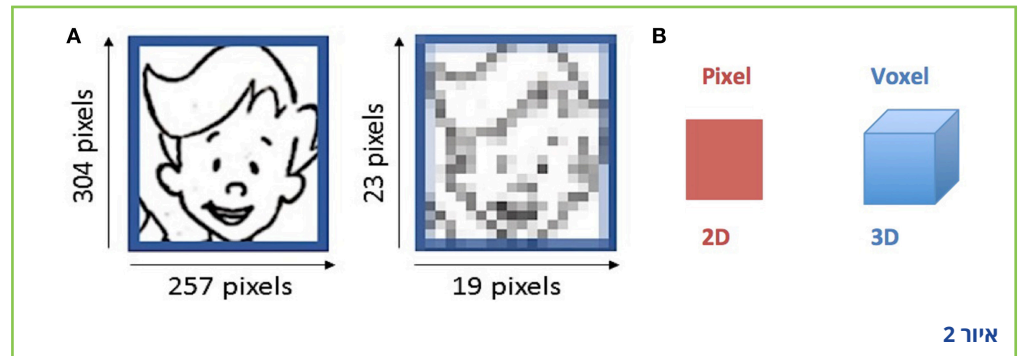 A
304 pixels
257 pixels
23 pixels
19 pixels
B
Pixel
2D
Voxel
3D
איור 2